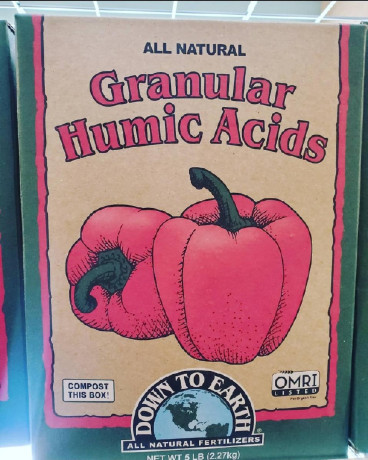 ALL NATURAL
Granular
Humic Acids
COMPOST
THIS BOX!
OMRI
LISTED
DOWN TO EARTH
®
ALL NATURAL FERTILIZERS
NET WT 5 LB (2.27kg)